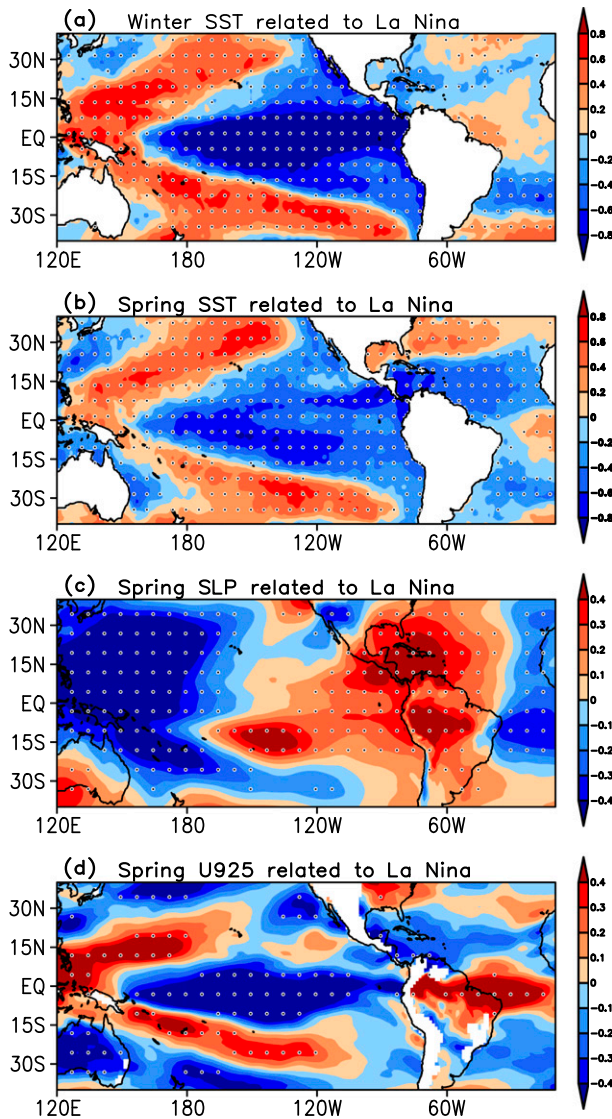 (a) Winter SST related to La Nina
30N
15N
EQ
15S
30S
120E 180 120W 60W
0.8
0.6
0.4
0.2
0
−0.2
−0.4
−0.6
−0.8
(b) Spring SST related to La Nina
30N
15N
EQ
15S
30S
120E 180 120W 60W
0.8
0.6
0.4
0.2
0
−0.2
−0.4
−0.6
−0.8
(c) Spring SLP related to La Nina
30N
15N
EQ
15S
30S
120E 180 120W 60W
0.4
0.3
0.2
0.1
0
−0.1
−0.2
−0.3
−0.4
(d) Spring U925 related to La Nina
30N
15N
EQ
15S
30S
120E 180 120W 60W
0.4
0.3
0.2
0.1
0
−0.1
−0.2
−0.3
−0.4